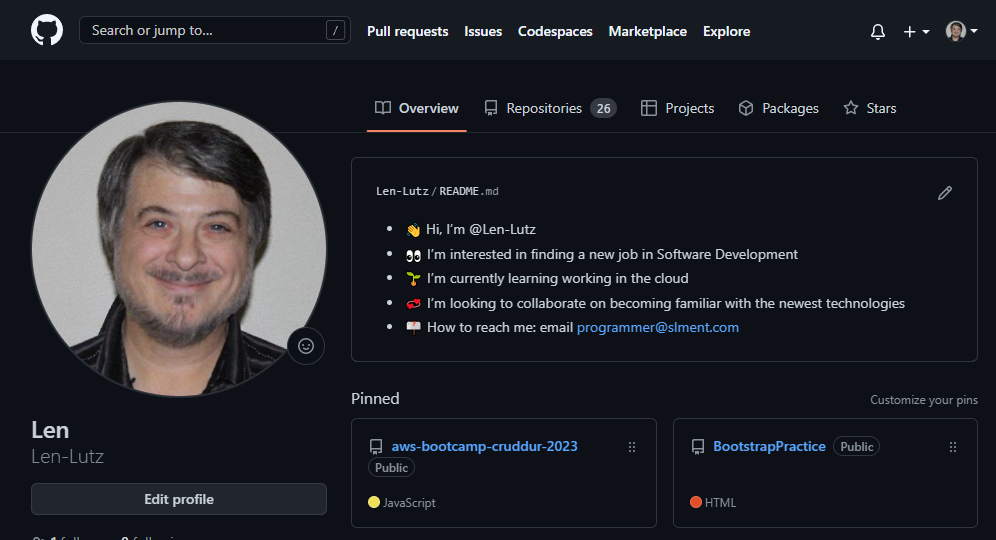 Search or jump to... /
Pull requests Issues Codespaces Marketplace Explore
Overview Repositories 26 Projects Packages Stars
Len-Lutz/README.md
Hi, I'm @Len-Lutz
I'm interested in finding a new job in Software Development
I'm currently learning working in the cloud
I'm looking to collaborate on becoming familiar with the newest technologies
How to reach me: email programmer@slment.com
Len
Len-Lutz
Edit profile
Pinned Customize your pins
aws-bootcamp-cruddur-2023
Public
JavaScript
BootstrapPractice Public
HTML